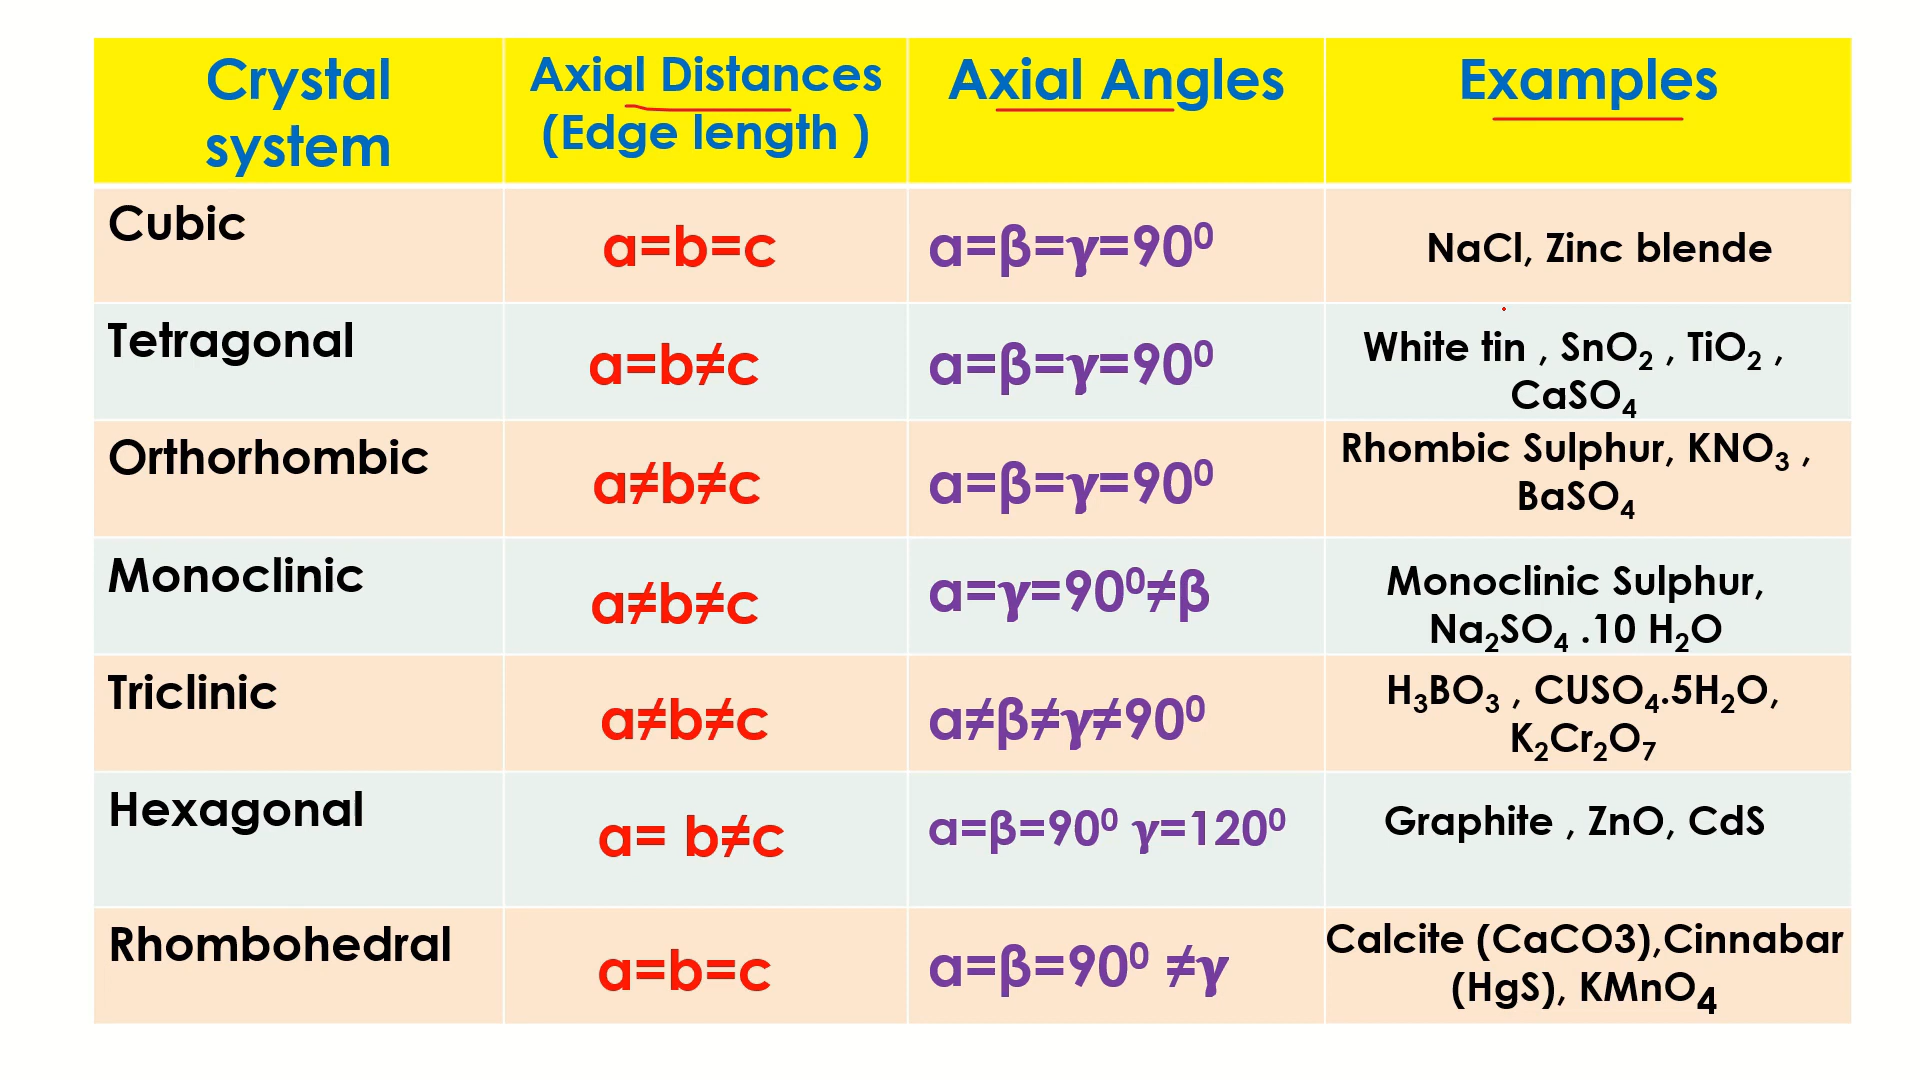 Crystal system
Axial Distances
(Edge length )
Axial Angles
Examples
Cubic
a=b=c
α=β=γ=90⁰
NaCl, Zinc blende
Tetragonal
a=b≠c
α=β=γ=90⁰
White tin , SnO₂ , TiO₂ ,
CaSO₄
Orthorhombic
a≠b≠c
α=β=γ=90⁰
Rhombic Sulphur, KNO₃ ,
BaSO₄
Monoclinic
a≠b≠c
α=γ=90⁰≠β
Monoclinic Sulphur,
Na₂SO₄ .10 H₂O
Triclinic
a≠b≠c
α≠β≠γ≠90⁰
H₃BO₃ , CUSO₄.5H₂O,
K₂Cr₂O₇
Hexagonal
a= b≠c
α=β=90⁰ γ=120⁰
Graphite , ZnO, CdS
Rhombohedral
a=b=c
α=β=90⁰ ≠γ
Calcite (CaCO3),Cinnabar
(HgS), KMnO₄